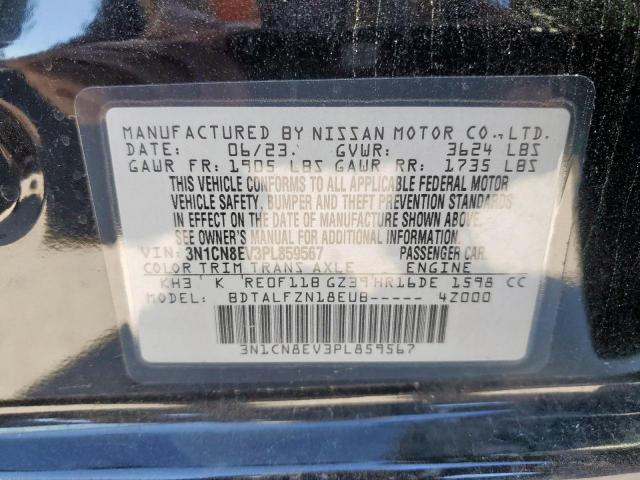 MANUFACTURED BY NISSAN MOTOR CO.,LTD.
DATE: 06/23. GVWR: 3624 LBS
GAWR FR: 1905 LBS GAWR RR: 1735 LBS
THIS VEHICLE CONFORMS TO ALL APPLICABLE FEDERAL MOTOR
VEHICLE SAFETY, BUMPER AND THEFT PREVENTION STANDARDS
IN EFFECT ON THE DATE OF MANUFACTURE SHOWN ABOVE.
SEE OWNER'S MANUAL FOR ADDITIONAL INFORMATION.
VIN: 3N1CN8EV3PL859567 PASSENGER CAR.
COLOR TRIM TRANS AXLE ENGINE
KH3 K RE0F11B GZ39 HR16DE 1598 CC
MODEL: BDTALFZN18EUB----- 4Z000
3N1CN8EV3PL859567